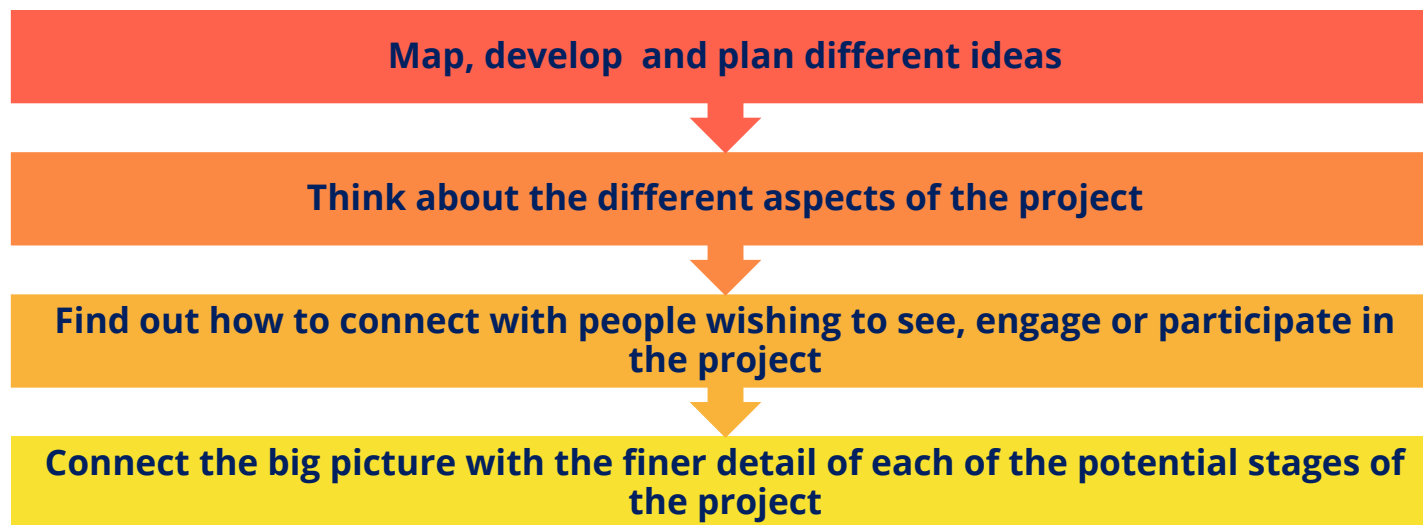 Map, develop  and plan different ideas
Think about the different aspects of the project
Find out how to connect with people wishing to see, engage or participate in
the project
Connect the big picture with the finer detail of each of the potential stages of
the project